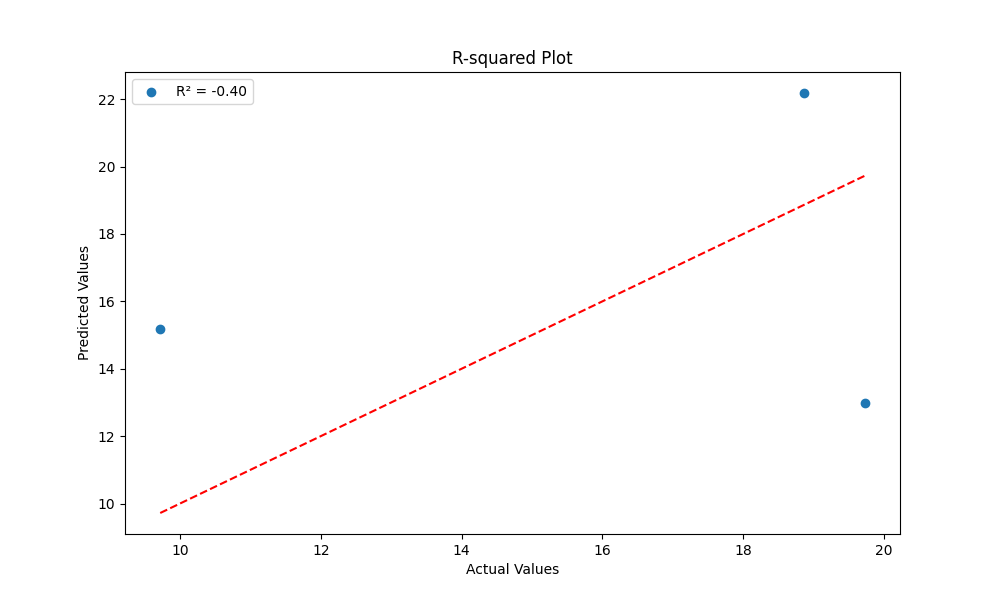 R-squared Plot
R² = -0.40
22
20
18
16
14
12
10
Predicted Values
10 12 14 16 18 20
Actual Values